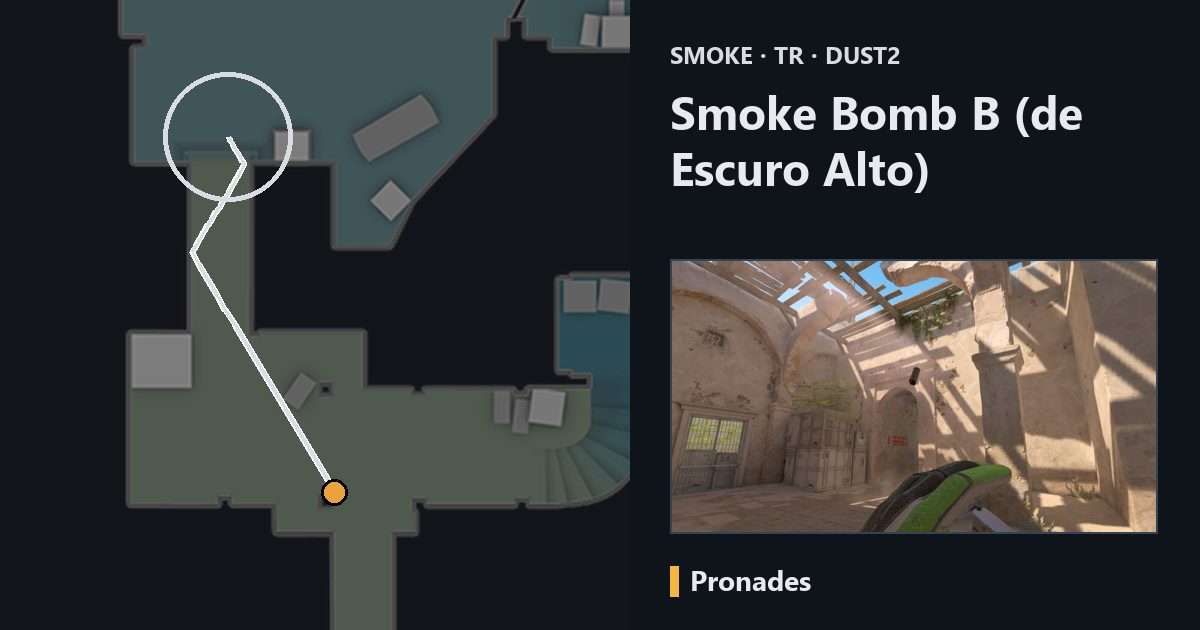 SMOKE · TR · DUST2
Smoke Bomb B (de
Escuro Alto)
Pronades